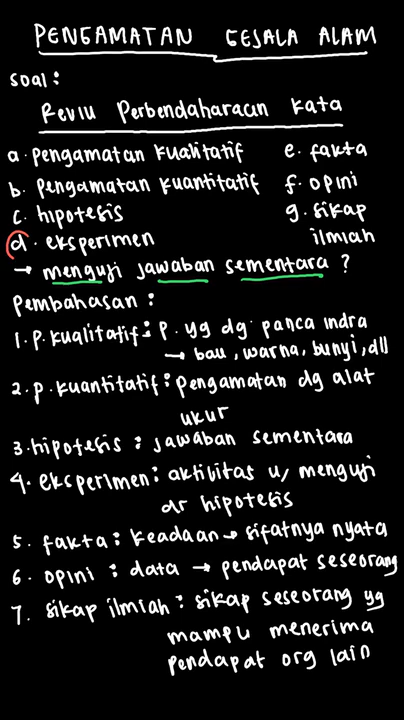 PENGAMATAN GEJALA ALAM
soal :
Reviu Perbendaharaan Kata
a. pengamatan kualitatif e. fakta
b. pengamatan kuantitatif f. opini
c. hipotesis g. sikap
d. eksperimen ilmiah
→ menguji jawaban sementara ?
Pembahasan :
1. p. kualitatif : p. yg dg panca indra
→ bau, warna, bunyi, dll
2. p. kuantitatif : pengamatan dg alat
ukur
3. hipotesis : jawaban sementara
4. eksperimen : aktivitas u/ menguji
dr hipotesis
5. fakta : keadaan → sifatnya nyata
6. opini : data → pendapat seseorang
7. sikap ilmiah : sikap seseorang yg
mampu menerima
pendapat org lain